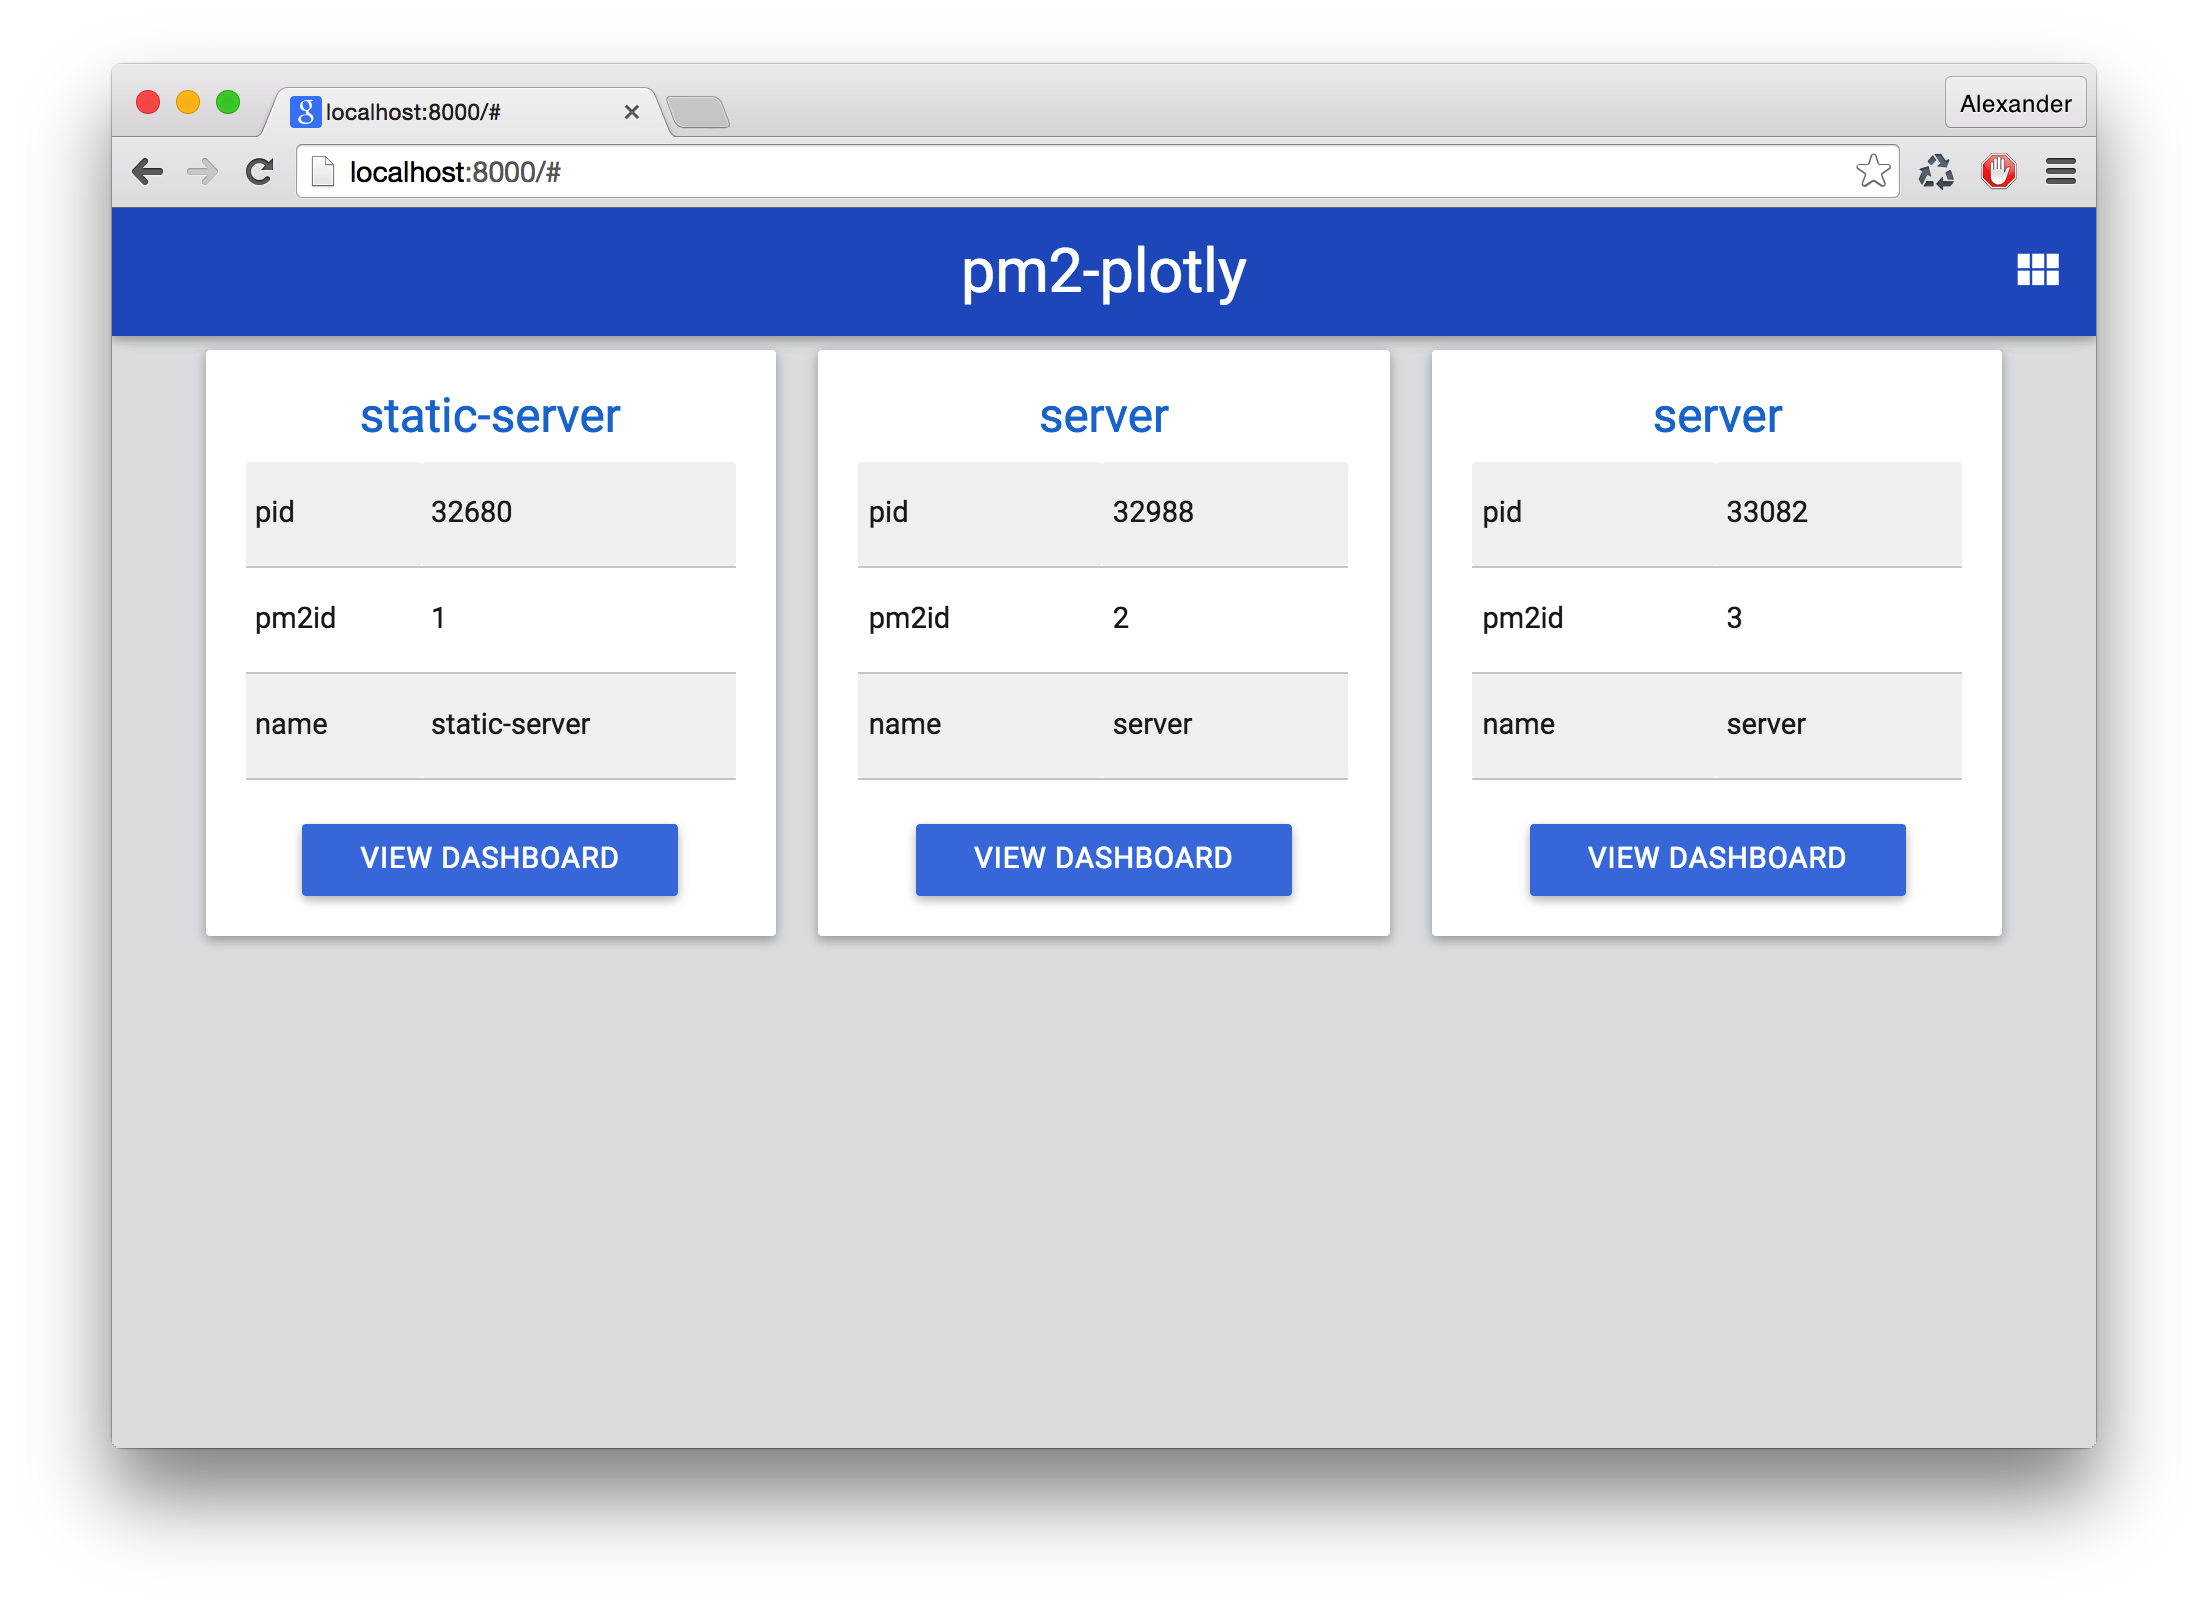 localhost:8000/#
Alexander
localhost:8000/#
pm2-plotly
static-server
pid 32680
pm2id 1
name static-server
VIEW DASHBOARD
server
pid 32988
pm2id 2
name server
VIEW DASHBOARD
server
pid 33082
pm2id 3
name server
VIEW DASHBOARD